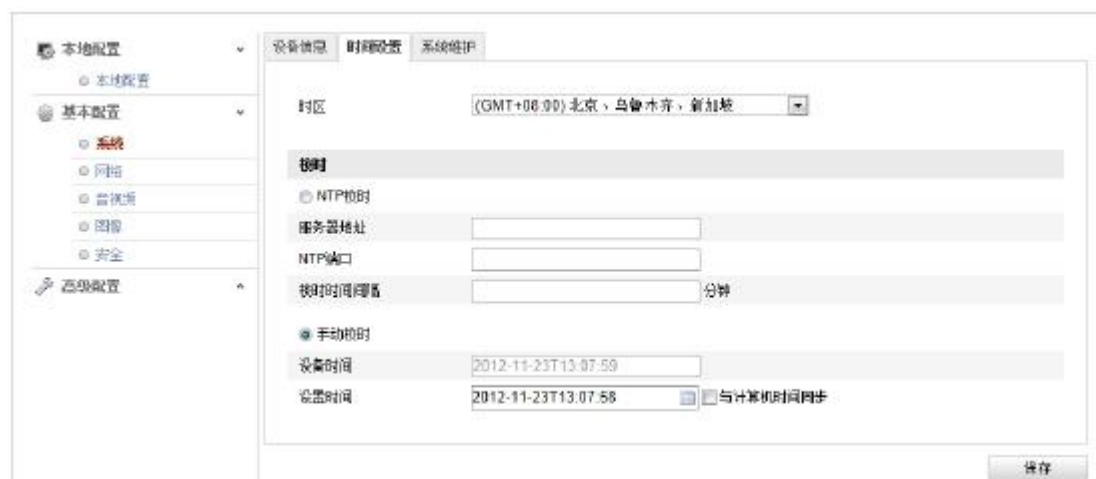 本地配置
本地配置
基本配置
系统
网络
音视频
图像
安全
高级配置
设备信息 时间设置 系统维护
时区 (GMT+08:00) 北京、乌鲁木齐、新加坡
校时
NTP校时
服务器地址
NTP端口
校时时间间隔 分钟
手动校时
设备时间 2012-11-23T13:07:59
设置时间 2012-11-23T13:07:58 与计算机时间同步
保存